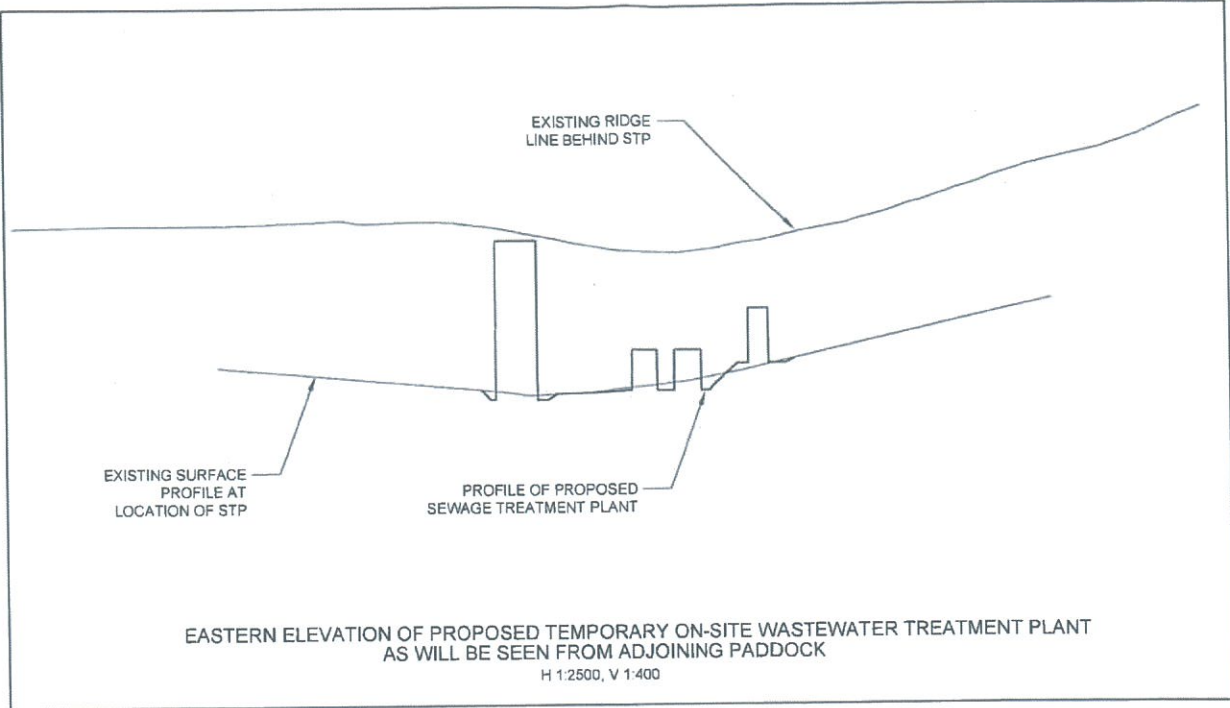 EXISTING RIDGE
LINE BEHIND STP
EXISTING SURFACE
PROFILE AT
LOCATION OF STP
PROFILE OF PROPOSED
SEWAGE TREATMENT PLANT
EASTERN ELEVATION OF PROPOSED TEMPORARY ON-SITE WASTEWATER TREATMENT PLANT
AS WILL BE SEEN FROM ADJOINING PADDOCK
H 1:2500, V 1:400